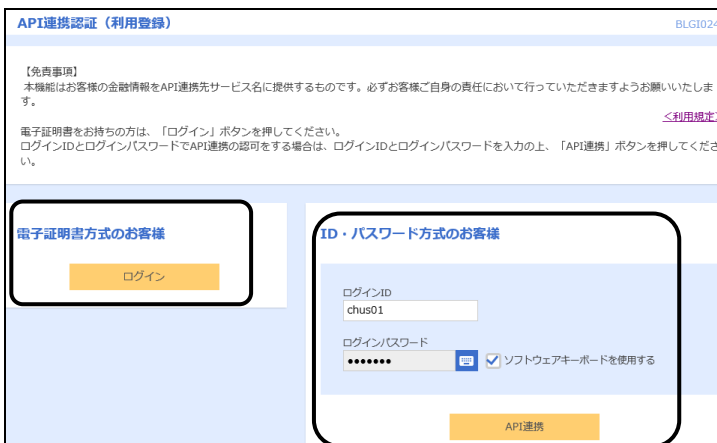 API連携認証（利用登録）
BLGI024
【免責事項】
本機能はお客様の金融情報をAPI連携先サービス名に提供するものです。必ずお客様ご自身の責任において行っていただきますようお願いいたしま
す。
<利用規定>
電子証明書をお持ちの方は、「ログイン」ボタンを押してください。
ログインIDとログインパスワードでAPI連携の認可をする場合は、ログインIDとログインパスワードを入力の上、「API連携」ボタンを押してくださ
い。
電子証明書方式のお客様
ログイン
ID・パスワード方式のお客様
ログインID
chus01
ログインパスワード
•••••••
ソフトウェアキーボードを使用する
API連携